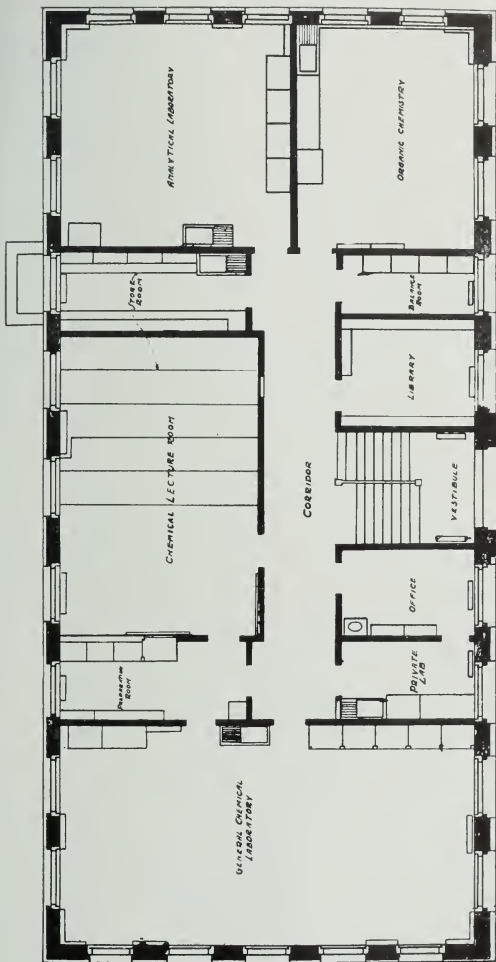 ANALYTICAL LABORATORY
ORGANIC CHEMISTRY
STORE
ROOM
BALANCE
ROOM
LIBRARY
CHEMICAL LECTURE ROOM
CORRIDOR
VESTIBULE
OFFICE
PREPARATION
ROOM
PRIVATE
LAB
GENERAL CHEMICAL
LABORATORY